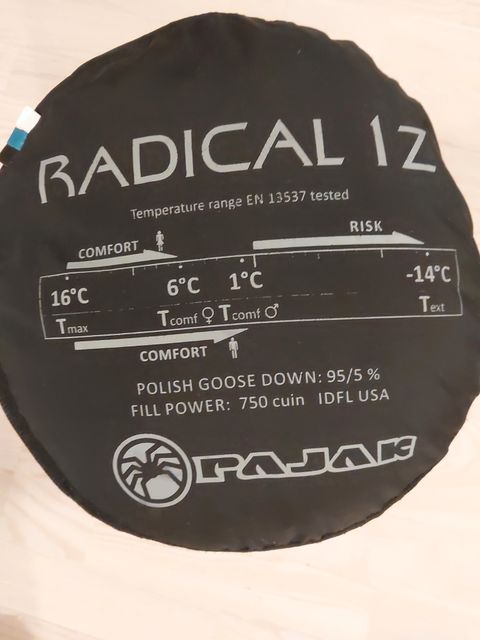 RADICAL 1Z
Temperature range EN 13537 tested
COMFORT
RISK
16°C 6°C 1°C -14°C
Tmax Tcomf ♀ Tcomf ♂ Text
COMFORT
POLISH GOOSE DOWN: 95/5 %
FILL POWER: 750 cuin IDFL USA
PAJAK